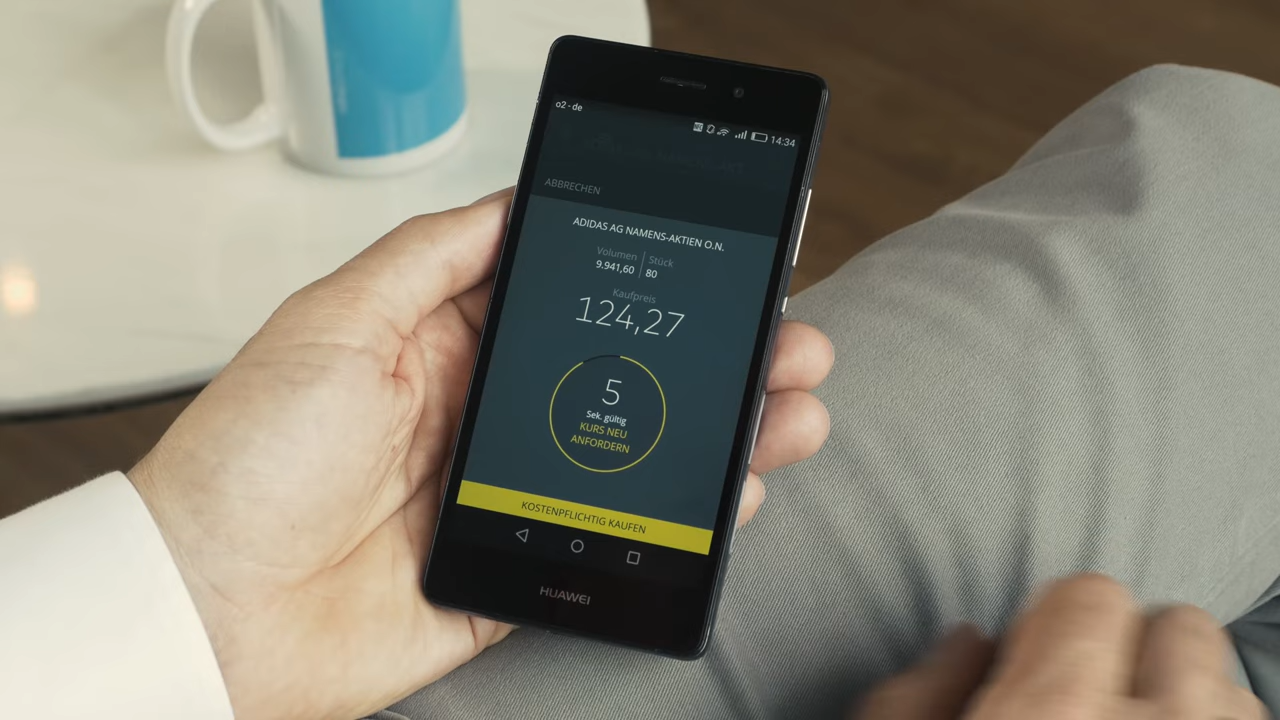 o2 - de
14:34
ABBRECHEN
ADIDAS AG NAMENS-AKTIEN O.N.
Volumen | Stück
9.941,60 | 80
Kaufpreis
124,27
5
Sek. gültig
KURS NEU
ANFORDERN
KOSTENPFLICHTIG KAUFEN
HUAWEI